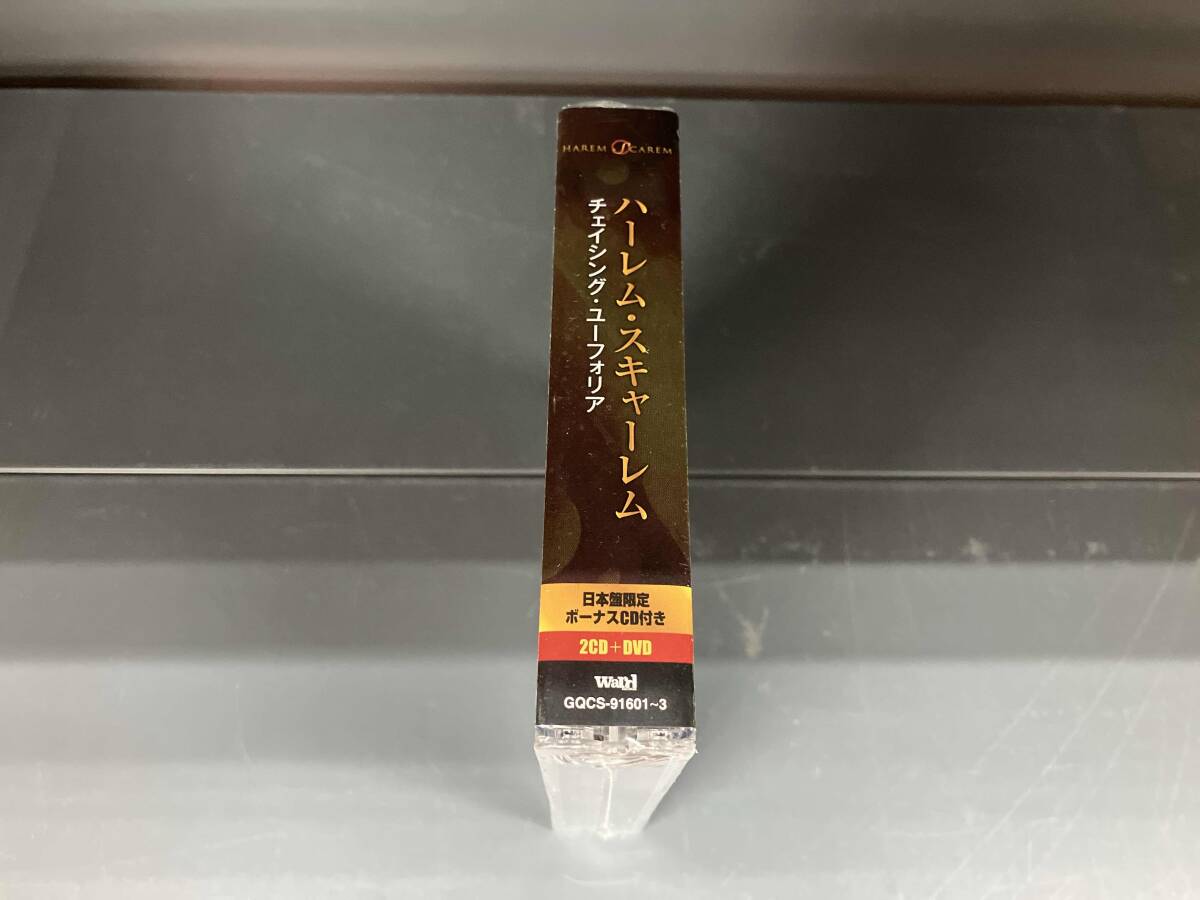 HAREM SCAREM
ハーレム・スキャーレム
チェイシング・ユーフォリア
日本盤限定
ボーナスCD付き
2CD+DVD
Ward
GQCS-91601~3